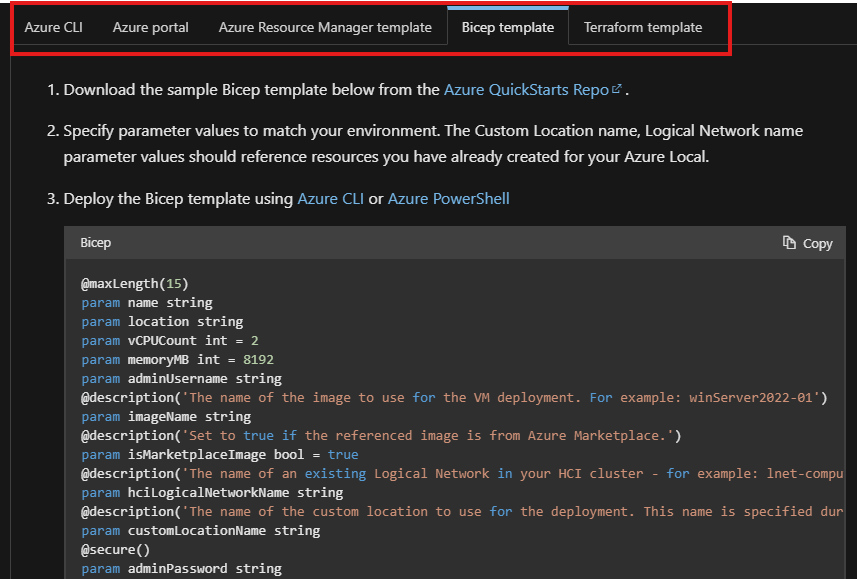 Azure CLI Azure portal Azure Resource Manager template Bicep template Terraform template
1. Download the sample Bicep template below from the Azure QuickStarts Repo .
2. Specify parameter values to match your environment. The Custom Location name, Logical Network name
parameter values should reference resources you have already created for your Azure Local.
3. Deploy the Bicep template using Azure CLI or Azure PowerShell
Bicep Copy
@maxLength(15)
param name string
param location string
param vCPUCount int = 2
param memoryMB int = 8192
param adminUsername string
@description('The name of the image to use for the VM deployment. For example: winServer2022-01')
param imageName string
@description('Set to true if the referenced image is from Azure Marketplace.')
param isMarketplaceImage bool = true
@description('The name of an existing Logical Network in your HCI cluster - for example: lnet-compu
param hciLogicalNetworkName string
@description('The name of the custom location to use for the deployment. This name is specified dur
param customLocationName string
@secure()
param adminPassword string